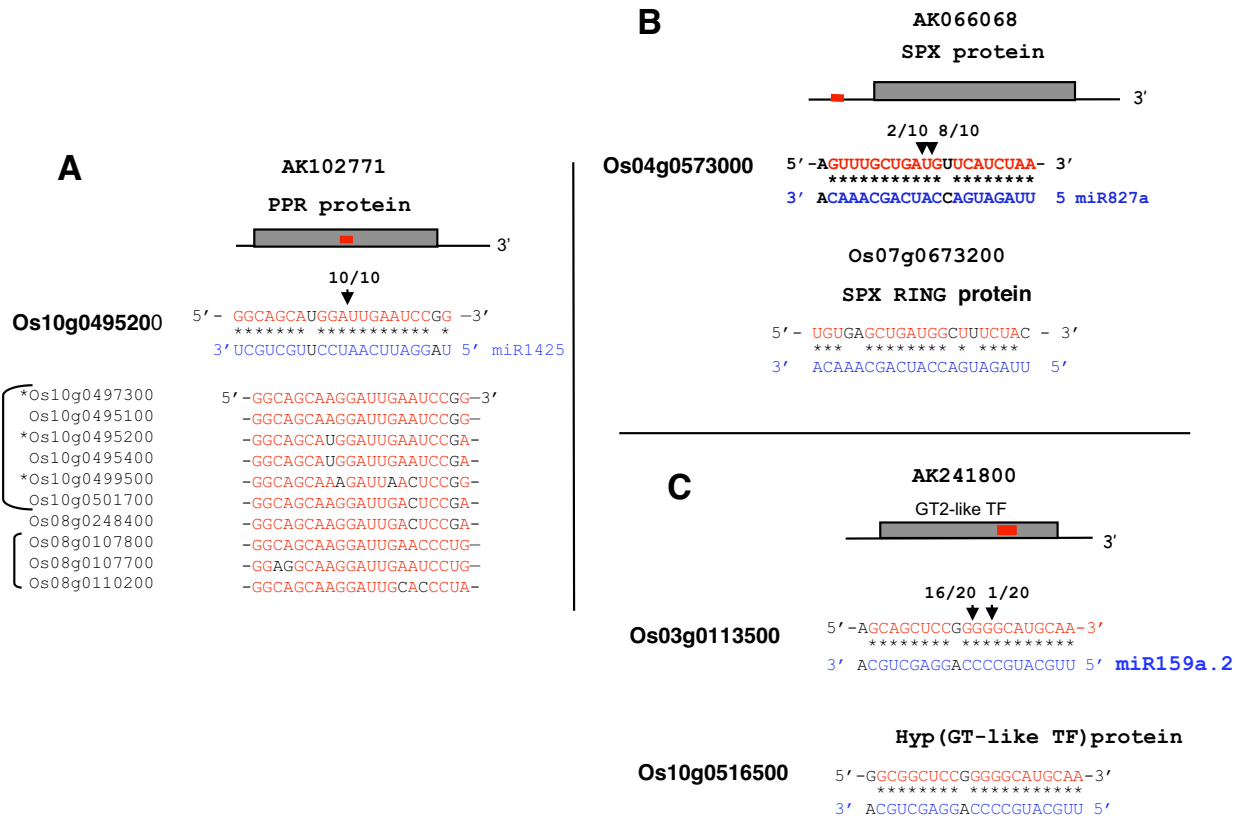 A
AK102771
PPR protein
3′
10/10
Os10g0495200
5′- GGCAGCAUGGAUUGAAUCCGG —3′
******* *********** *
3′UCGUCGUUCCUAACUUAGGAU 5′ miR1425
*Os10g0497300 5′-GGCAGCAAGGAUUGAAUCCGG—3′
Os10g0495100 -GGCAGCAAGGAUUGAAUCCGG—
*Os10g0495200 -GGCAGCAUGGAUUGAAUCCGA-
Os10g0495400 -GGCAGCAUGGAUUGAAUCCGA-
*Os10g0499500 -GGCAGCAAAGAUUAACUCCGG-
Os10g0501700 -GGCAGCAAGGAUUGACUCCGA-
Os08g0248400 -GGCAGCAAGGAUUGACUCCGA-
Os08g0107800 -GGCAGCAAGGAUUGAACCCUG—
Os08g0107700 -GGAGGCAAGGAUUGAAUCCUG—
Os08g0110200 -GGCAGCAAGGAUUGCACCCUA-
B
AK066068
SPX protein
3′
2/10 8/10
Os04g0573000 5′-AGUUUGCUGAUGUUCAUCUAA- 3′
*********** ********
3′ ACAAACGACUACCAGUAGAUU 5 miR827a
Os07g0673200
SPX RING protein
5′- UGUGAGCUGAUGGCUUUCUAC - 3′
*** ******** * ****
3′ ACAAACGACUACCAGUAGAUU 5′
C
AK241800
GT2-like TF
3′
16/20 1/20
Os03g0113500 5′-AGCAGCUCCGGGGGCAUGCAA-3′
******** ***********
3′ ACGUCGAGGACCCCGUACGUU 5′ miR159a.2
Hyp(GT-like TF)protein
Os10g0516500 5′-GGCGGCUCCGGGGGCAUGCAA-3′
******** ***********
3′ ACGUCGAGGACCCCGUACGUU 5′